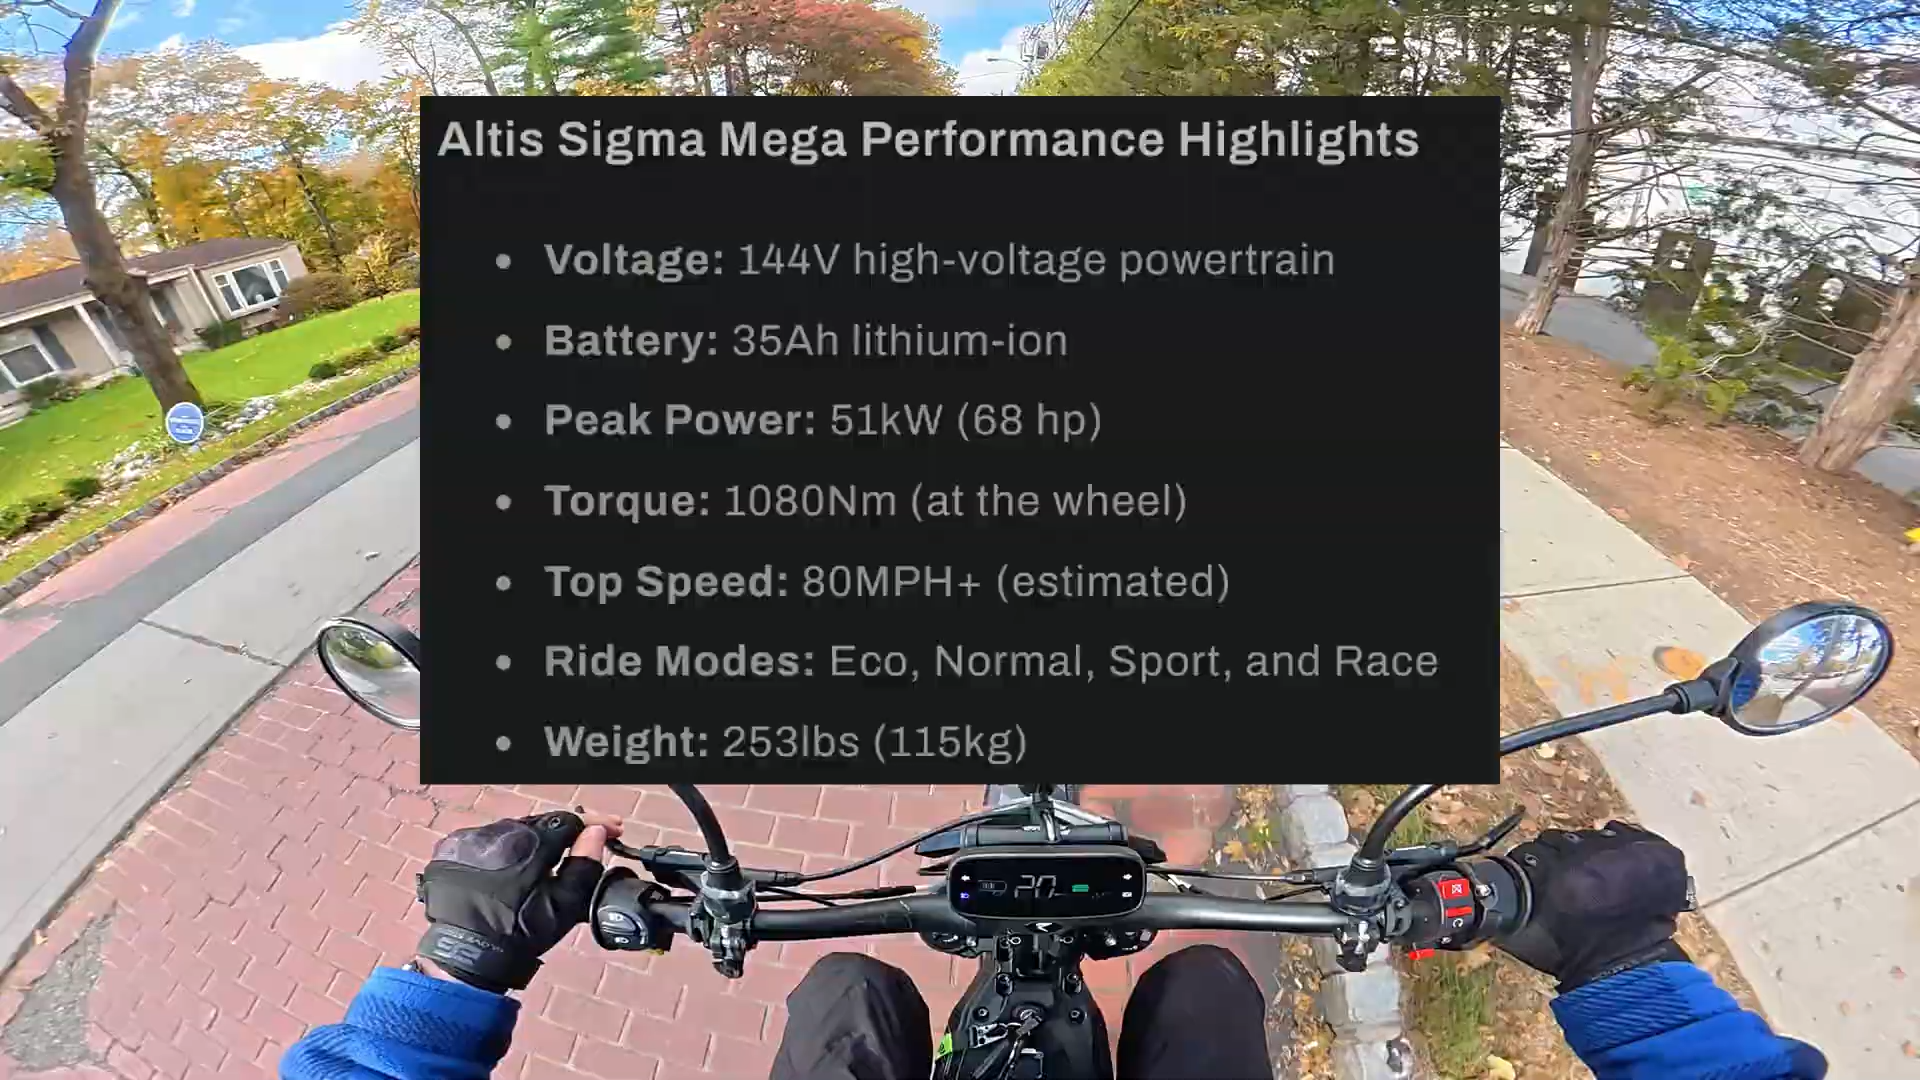 Altis Sigma Mega Performance Highlights
• Voltage: 144V high-voltage powertrain
• Battery: 35Ah lithium-ion
• Peak Power: 51kW (68 hp)
• Torque: 1080Nm (at the wheel)
• Top Speed: 80MPH+ (estimated)
• Ride Modes: Eco, Normal, Sport, and Race
• Weight: 253lbs (115kg)
20